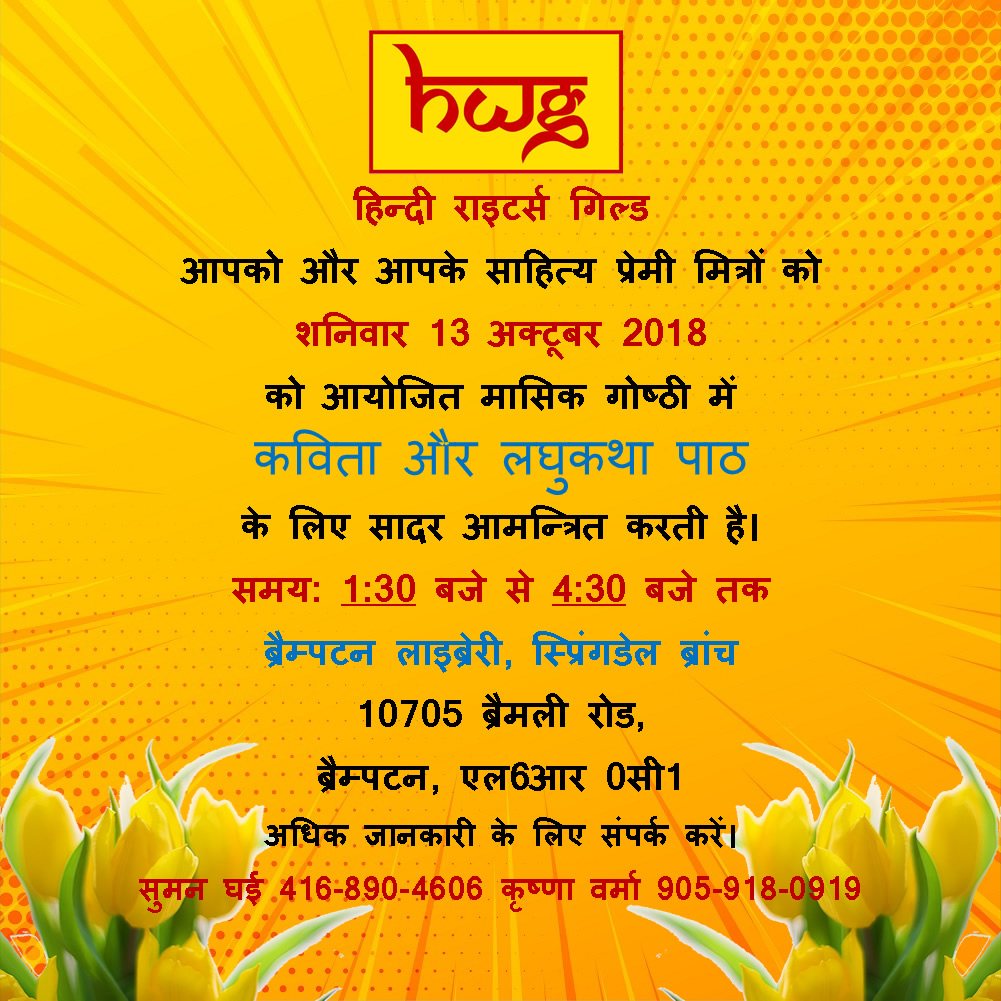 hwg
हिन्दी राइटर्स गिल्ड
आपको और आपके साहित्य प्रेमी मित्रों को
शनिवार 13 अक्टूबर 2018
को आयोजित मासिक गोष्ठी में
कविता और लघुकथा पाठ
के लिए सादर आमन्त्रित करती है।
समय: 1:30 बजे से 4:30 बजे तक
ब्रैम्पटन लाइब्रेरी, स्प्रिंगडेल ब्रांच
10705 ब्रैमली रोड,
ब्रैम्पटन, एल6आर 0सी1
अधिक जानकारी के लिए संपर्क करें।
सुमन घई 416-890-4606 कृष्णा वर्मा 905-918-0919